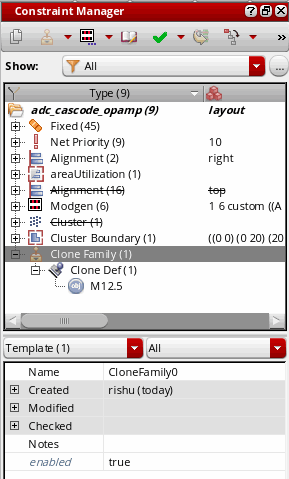 Constraint Manager
Show: All
Type (9)
adc_cascode_opamp (9) layout
Fixed (45)
Net Priority (9) 10
Alignment (2) right
areaUtilization (1)
Alignment (16) top
Modgen (6) 1 6 custom ((A
Cluster (1)
Cluster Boundary (1) ((0 0) (0 20) (20
Clone Family (1)
Clone Def (1)
obj M12.5
Template (1) All
Name CloneFamily0
Created rishu (today)
Modified
Checked
Notes
enabled true